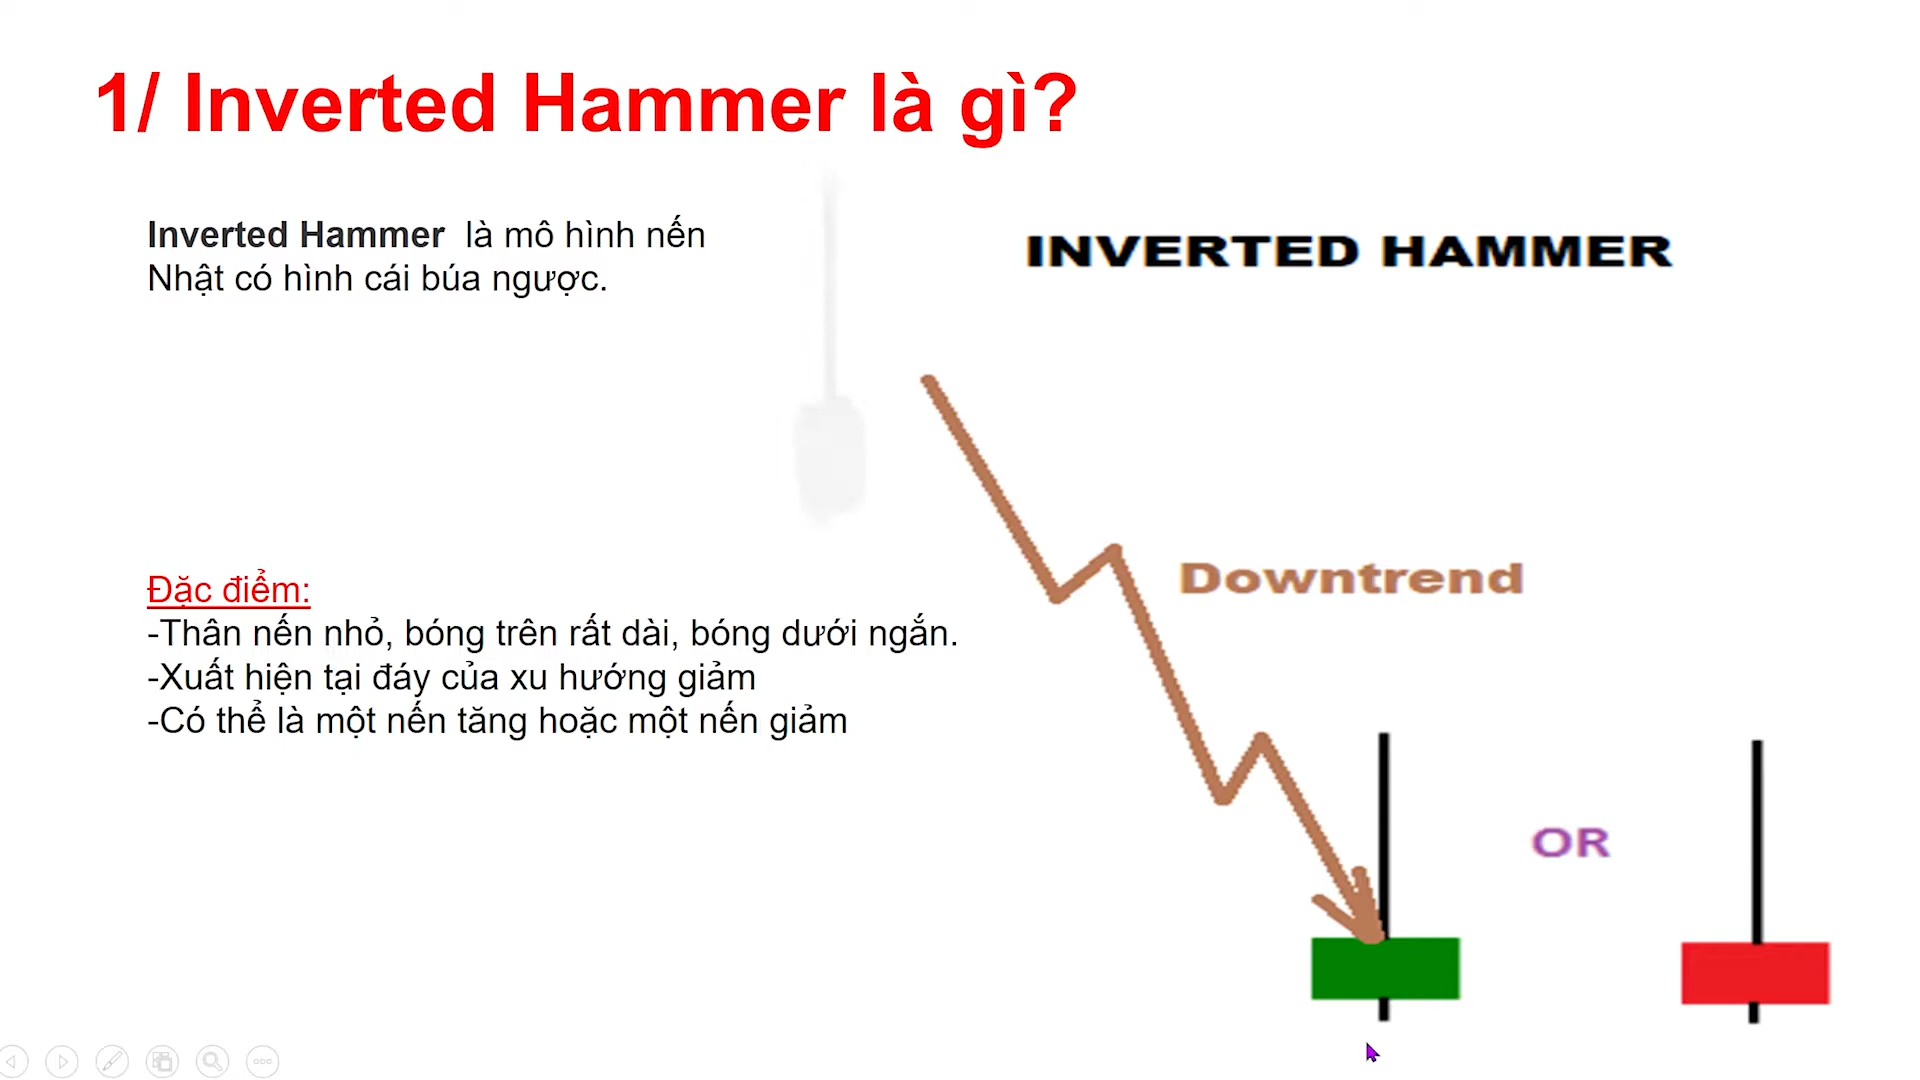 1/ Inverted Hammer là gì?
Inverted Hammer là mô hình nến
Nhật có hình cái búa ngược.
INVERTED HAMMER
Downtrend
Đặc điểm:
-Thân nến nhỏ, bóng trên rất dài, bóng dưới ngắn.
-Xuất hiện tại đáy của xu hướng giảm
-Có thể là một nến tăng hoặc một nến giảm
OR